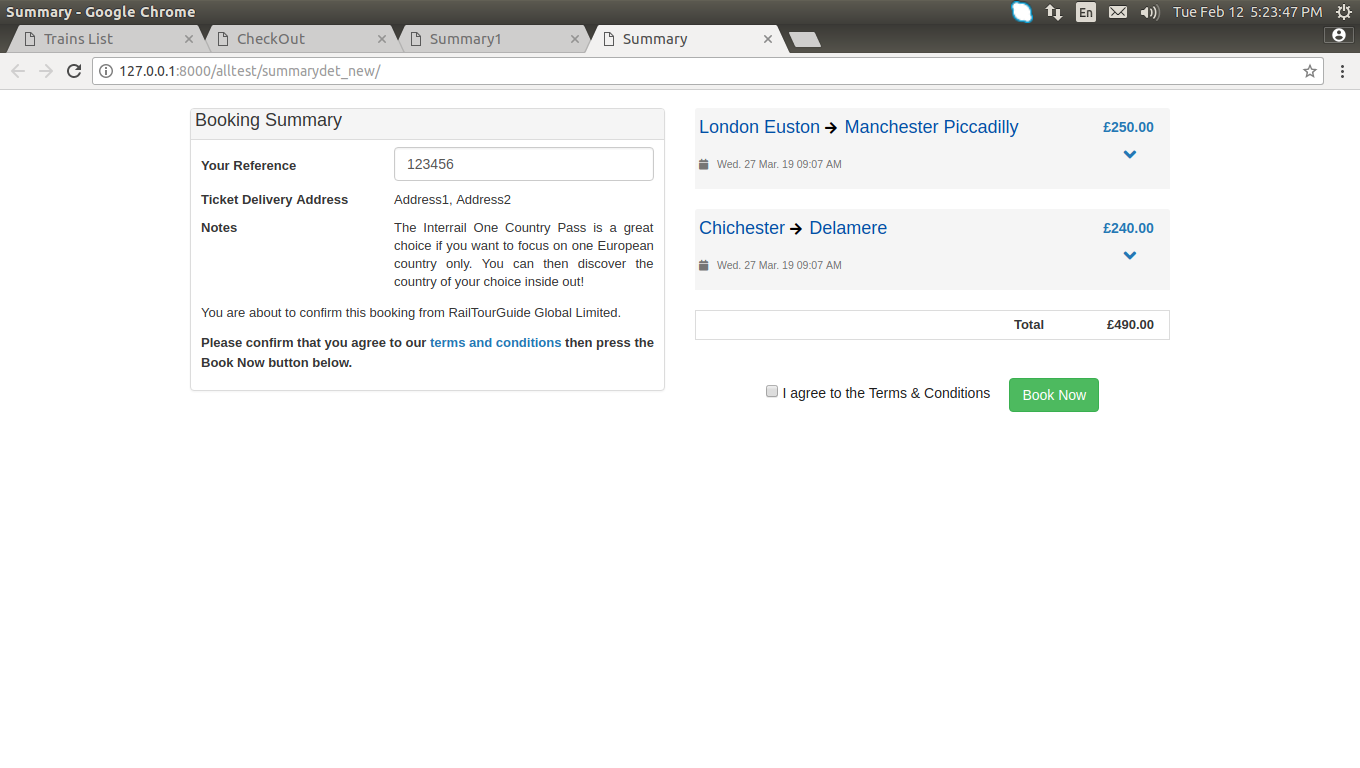 Summary - Google Chrome
En
Tue Feb 12 5:23:47 PM
Trains List
CheckOut
Summary1
Summary
127.0.0.1:8000/alltest/summarydet_new/
Booking Summary
Your Reference
123456
Ticket Delivery Address
Address1, Address2
Notes
The Interrail One Country Pass is a great
choice if you want to focus on one European
country only. You can then discover the
country of your choice inside out!
You are about to confirm this booking from RailTourGuide Global Limited.
Please confirm that you agree to our terms and conditions then press the
Book Now button below.
London Euston → Manchester Piccadilly
£250.00
Wed. 27 Mar. 19 09:07 AM
Chichester → Delamere
£240.00
Wed. 27 Mar. 19 09:07 AM
Total £490.00
I agree to the Terms & Conditions
Book Now